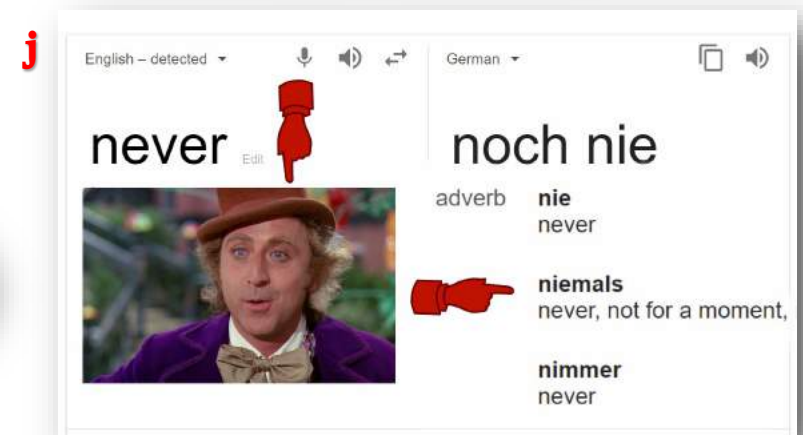 j
English – detected
German
never Edit
noch nie
adverb nie
never
niemals
never, not for a moment,
nimmer
never